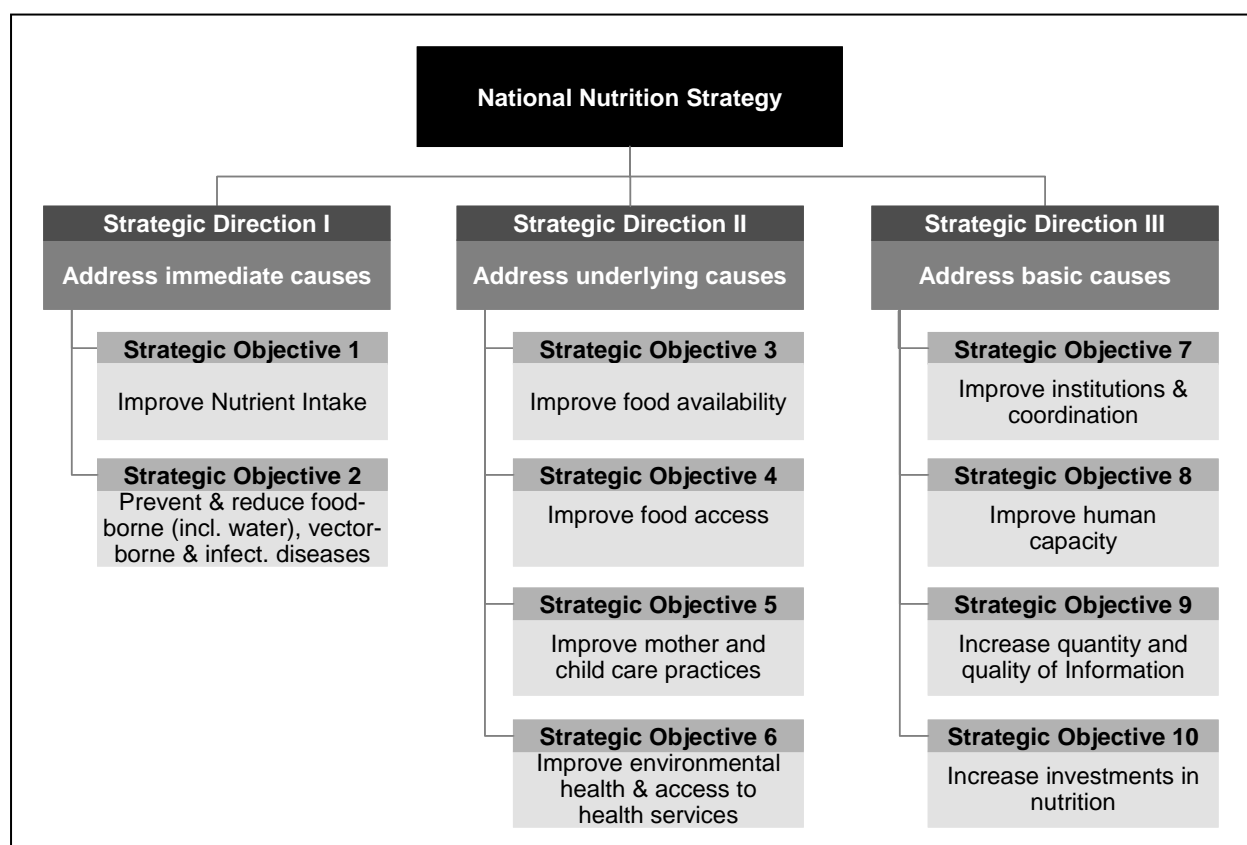 National Nutrition Strategy
Strategic Direction I
Address immediate causes
Strategic Objective 1
Improve Nutrient Intake
Strategic Objective 2
Prevent & reduce food-
borne (incl. water), vector-
borne & infect. diseases
Strategic Direction II
Address underlying causes
Strategic Objective 3
Improve food availability
Strategic Objective 4
Improve food access
Strategic Objective 5
Improve mother and
child care practices
Strategic Objective 6
Improve environmental
health & access to
health services
Strategic Direction III
Address basic causes
Strategic Objective 7
Improve institutions &
coordination
Strategic Objective 8
Improve human
capacity
Strategic Objective 9
Increase quantity and
quality of Information
Strategic Objective 10
Increase investments in
nutrition